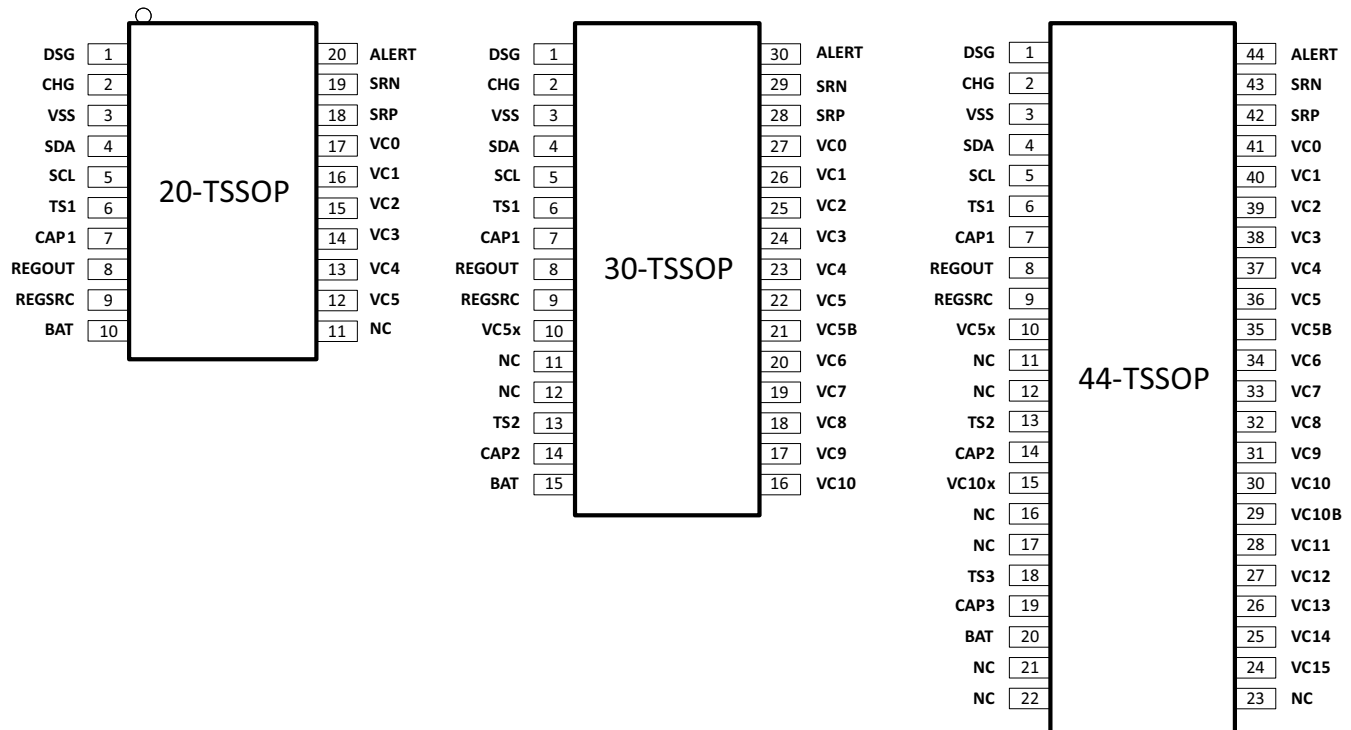 DSG 1 20 ALERT
CHG 2 19 SRN
VSS 3 18 SRP
SDA 4 17 VC0
SCL 5 16 VC1
TS1 6 15 VC2
CAP1 7 14 VC3
REGOUT 8 13 VC4
REGSRC 9 12 VC5
BAT 10 11 NC
20-TSSOP
DSG 1 30 ALERT
CHG 2 29 SRN
VSS 3 28 SRP
SDA 4 27 VC0
SCL 5 26 VC1
TS1 6 25 VC2
CAP1 7 24 VC3
REGOUT 8 23 VC4
REGSRC 9 22 VC5
VC5x 10 21 VC5B
NC 11 20 VC6
NC 12 19 VC7
TS2 13 18 VC8
CAP2 14 17 VC9
BAT 15 16 VC10
30-TSSOP
DSG 1 44 ALERT
CHG 2 43 SRN
VSS 3 42 SRP
SDA 4 41 VC0
SCL 5 40 VC1
TS1 6 39 VC2
CAP1 7 38 VC3
REGOUT 8 37 VC4
REGSRC 9 36 VC5
VC5x 10 35 VC5B
NC 11 34 VC6
NC 12 33 VC7
TS2 13 32 VC8
CAP2 14 31 VC9
VC10x 15 30 VC10
NC 16 29 VC10B
NC 17 28 VC11
TS3 18 27 VC12
CAP3 19 26 VC13
BAT 20 25 VC14
NC 21 24 VC15
NC 22 23 NC
44-TSSOP